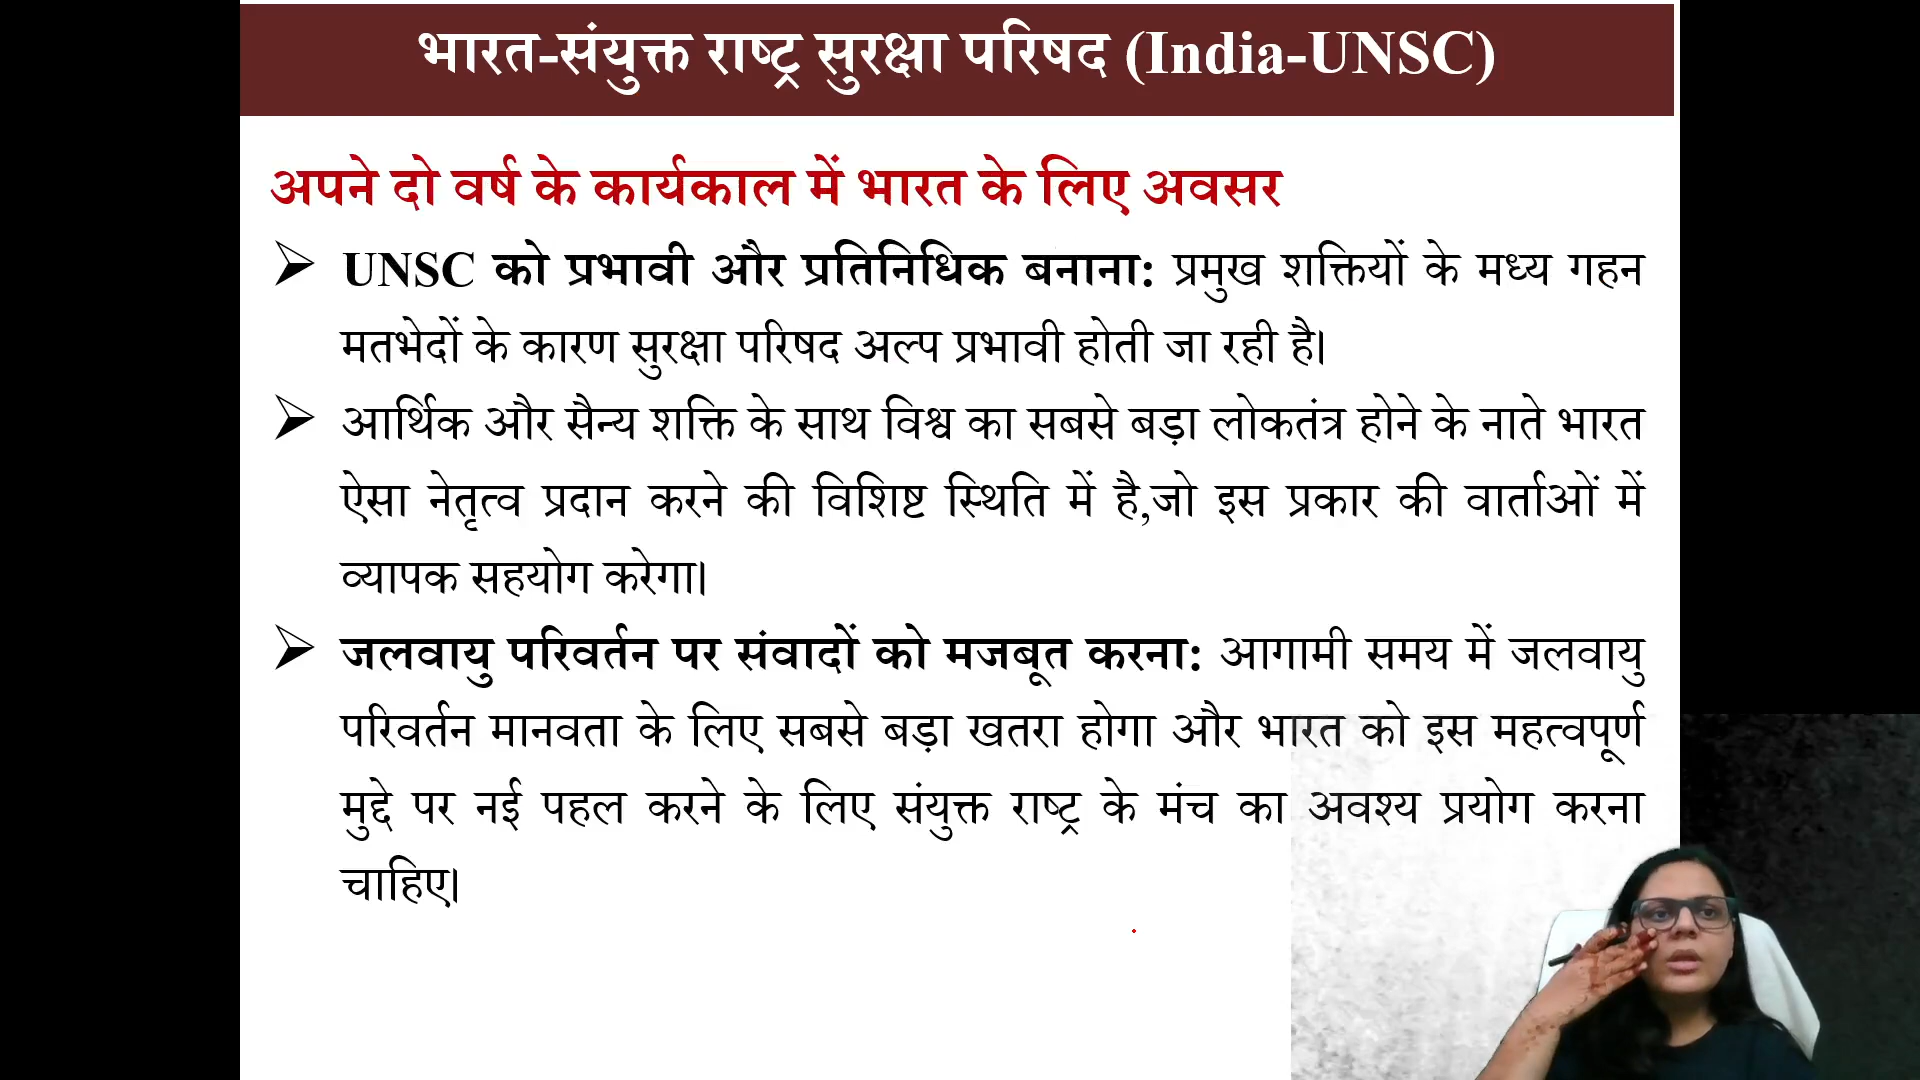 भारत-संयुक्त राष्ट्र सुरक्षा परिषद (India-UNSC)
अपने दो वर्ष के कार्यकाल में भारत के लिए अवसर
➢ UNSC को प्रभावी और प्रतिनिधिक बनाना: प्रमुख शक्तियों के मध्य गहन
मतभेदों के कारण सुरक्षा परिषद अल्प प्रभावी होती जा रही है।
➢ आर्थिक और सैन्य शक्ति के साथ विश्व का सबसे बड़ा लोकतंत्र होने के नाते भारत
ऐसा नेतृत्व प्रदान करने की विशिष्ट स्थिति में है,जो इस प्रकार की वार्ताओं में
व्यापक सहयोग करेगा।
➢ जलवायु परिवर्तन पर संवादों को मजबूत करना: आगामी समय में जलवायु
परिवर्तन मानवता के लिए सबसे बड़ा खतरा होगा और भारत को इस महत्वपूर्ण
मुद्दे पर नई पहल करने के लिए संयुक्त राष्ट्र के मंच का अवश्य प्रयोग करना
चाहिए।